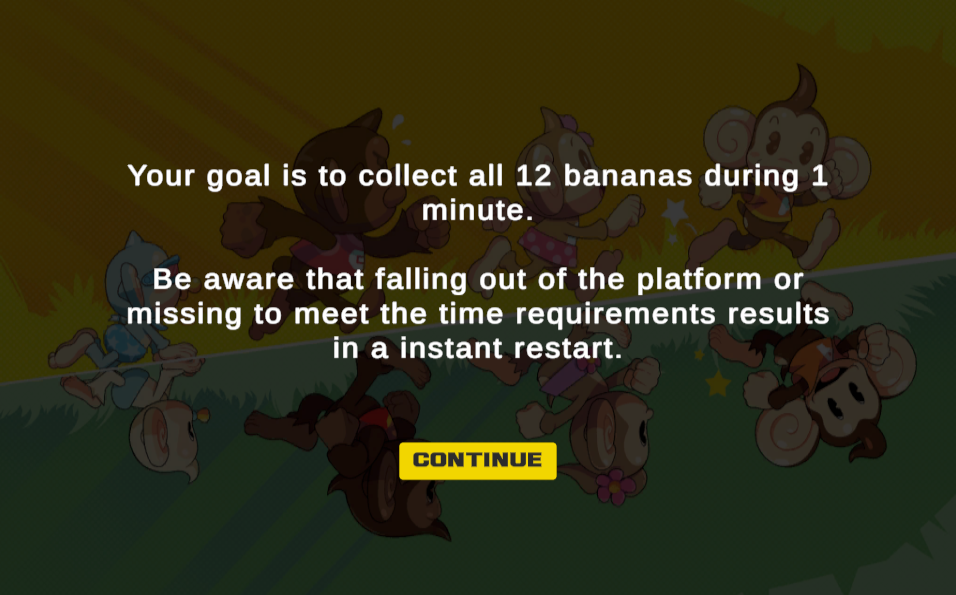 Your goal is to collect all 12 bananas during 1
minute.
Be aware that falling out of the platform or
missing to meet the time requirements results
in a instant restart.
CONTINUE